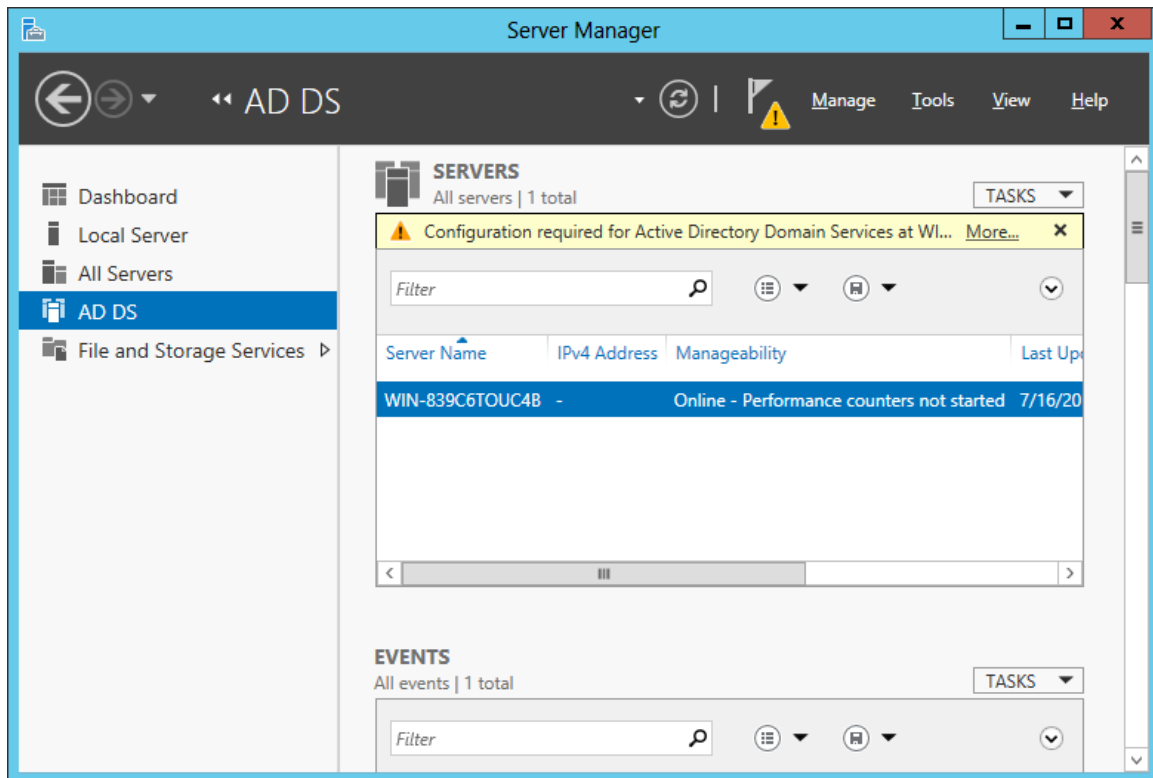 Server Manager
AD DS
Manage Tools View Help
Dashboard
Local Server
All Servers
AD DS
File and Storage Services
SERVERS
All servers | 1 total
TASKS
Configuration required for Active Directory Domain Services at WI... More...
Filter
Server Name IPv4 Address Manageability Last Upd
WIN-839C6TOUC4B - Online - Performance counters not started 7/16/20
EVENTS
All events | 1 total
TASKS
Filter